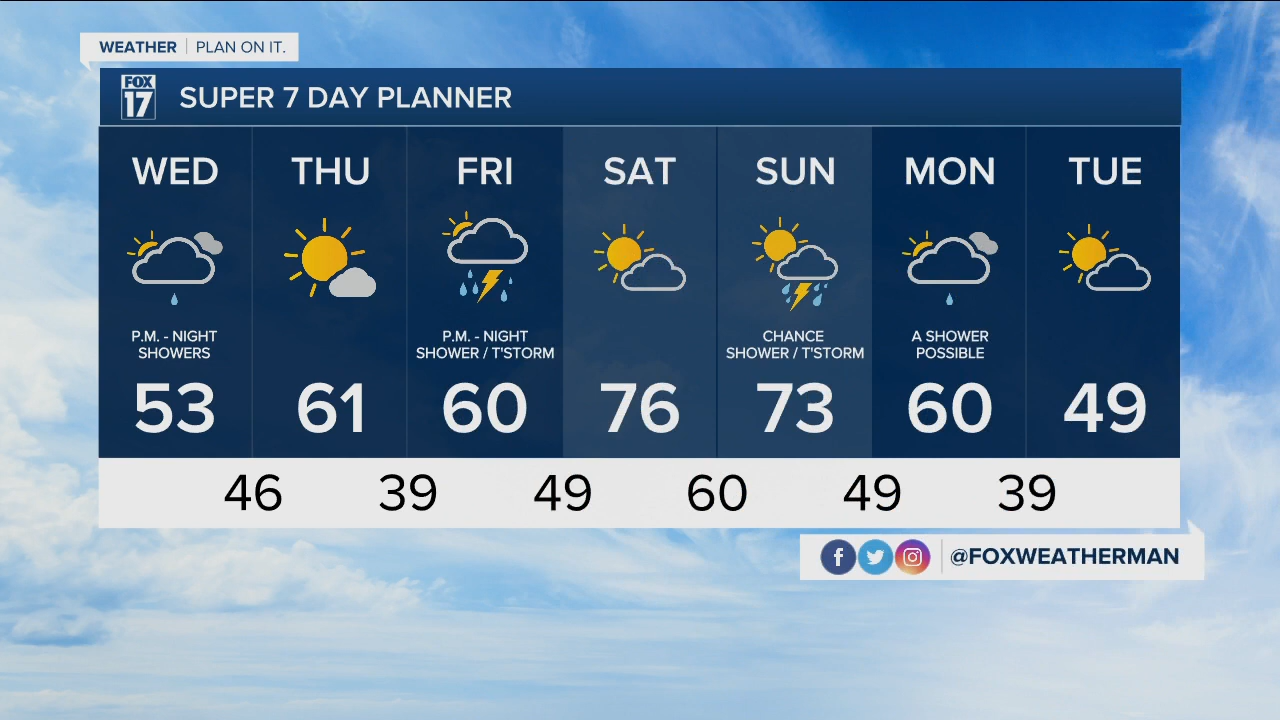 WEATHER PLAN ON IT.
FOX
17
SUPER 7 DAY PLANNER
WED THU FRI SAT SUN MON TUE
P.M. - NIGHT
SHOWERS
P.M. - NIGHT
SHOWER / T'STORM
CHANCE
SHOWER / T'STORM
A SHOWER
POSSIBLE
53 61 60 76 73 60 49
46 39 49 60 49 39
@FOXWEATHERMAN